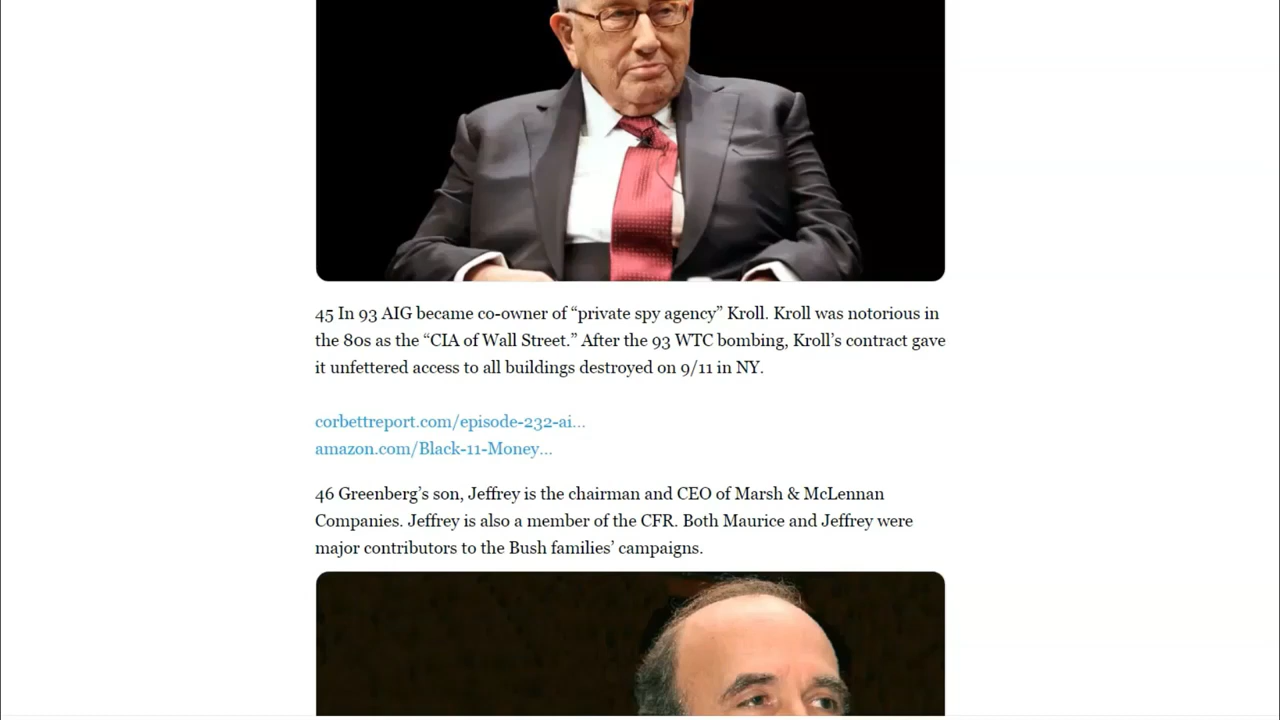 45 In 93 AIG became co-owner of “private spy agency” Kroll. Kroll was notorious in
the 80s as the “CIA of Wall Street.” After the 93 WTC bombing, Kroll’s contract gave
it unfettered access to all buildings destroyed on 9/11 in NY.
corbettreport.com/episode-232-ai…
amazon.com/Black-11-Money…
46 Greenberg’s son, Jeffrey is the chairman and CEO of Marsh & McLennan
Companies. Jeffrey is also a member of the CFR. Both Maurice and Jeffrey were
major contributors to the Bush families’ campaigns.